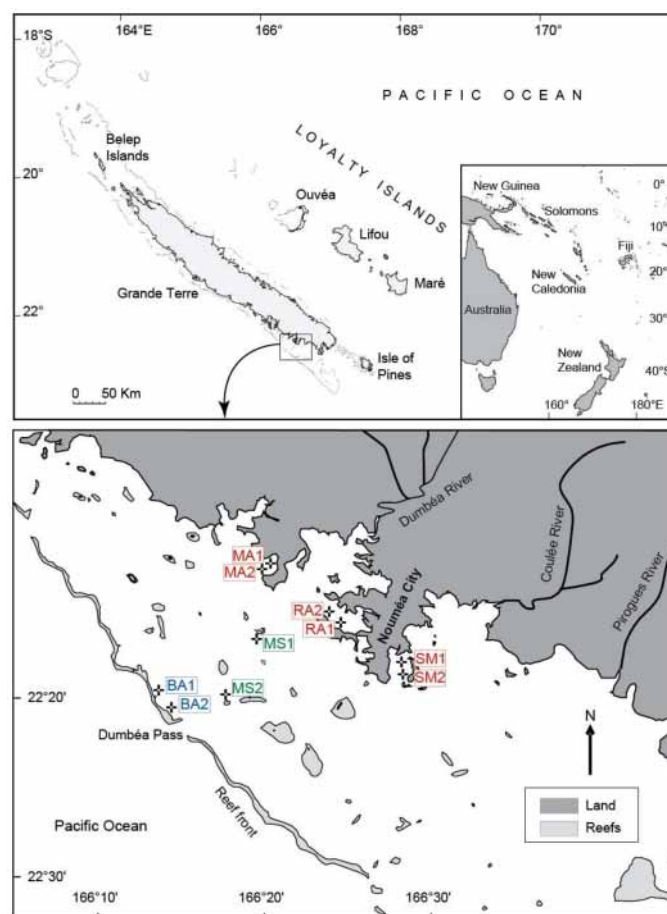 164°E
166°
168°
170°
18°S
PACIFIC OCEAN
Belep
Islands
LOYALTY ISLANDS
20°
Ouvéa
Lifou
Maré
Grande Terre
22°
Isle of
Pines
0 50 Km
New Guinea
0°
Solomons
10°
Fiji
20°
New
Caledonia
Australia
30°
New
Zealand
40°S
160°
180°E
Dumbéa River
Coulée River
Pirogues River
MA1
MA2
Nouméa City
RA2
RA1
MS1
SM1
SM2
BA1
MS2
22°20
BA2
N
Dumbéa Pass
Reef front
Land
Pacific Ocean
Reefs
22°30
166°10
166°20
166°30